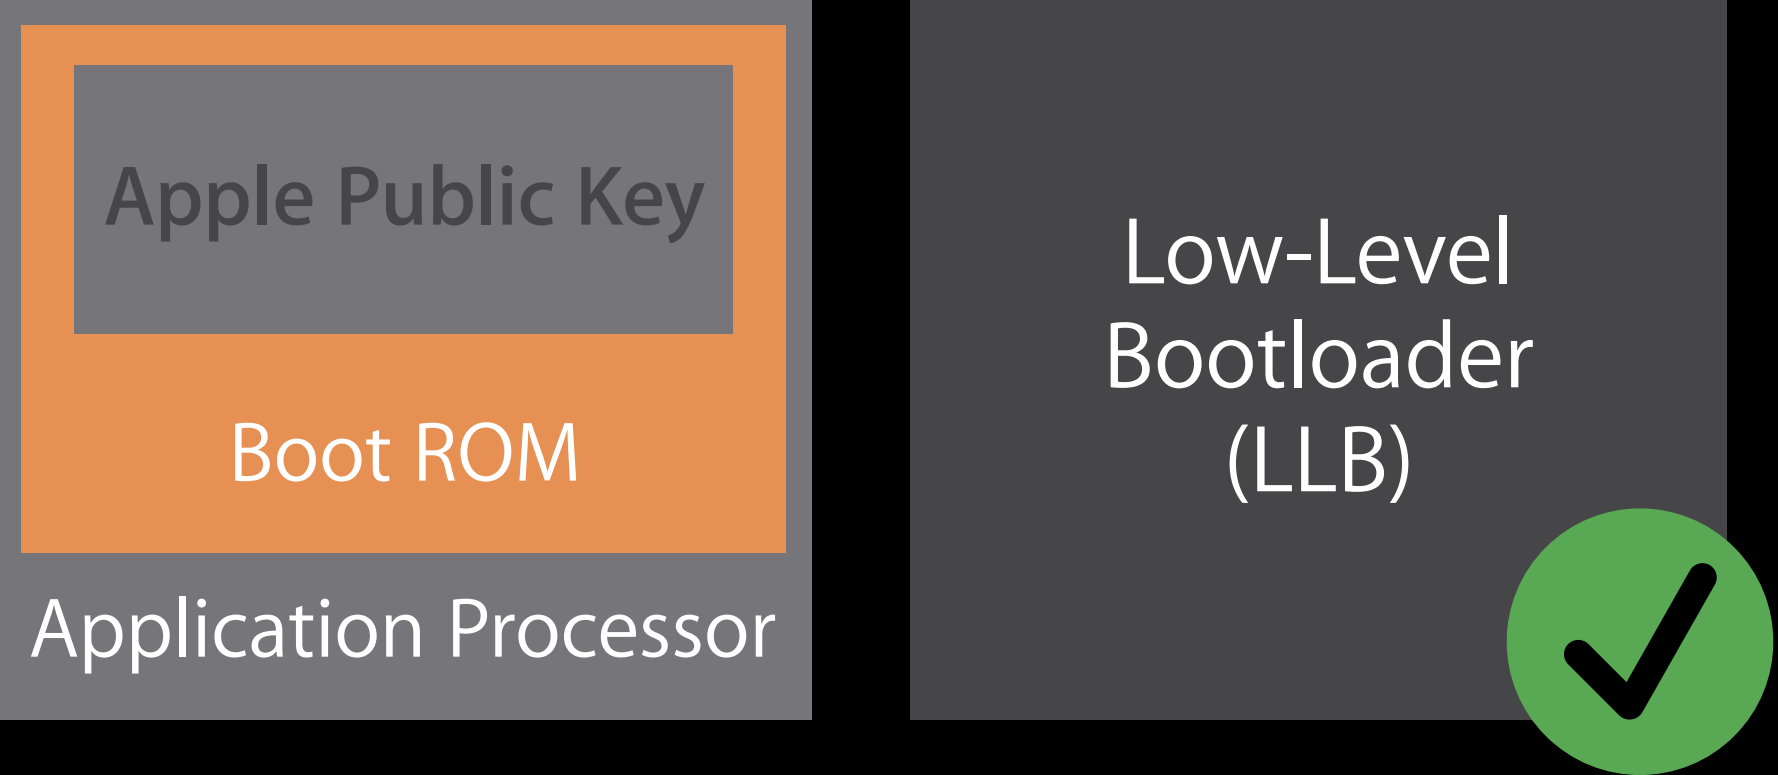 Apple Public Key
Boot ROM
Application Processor
Low-Level
Bootloader
(LLB)